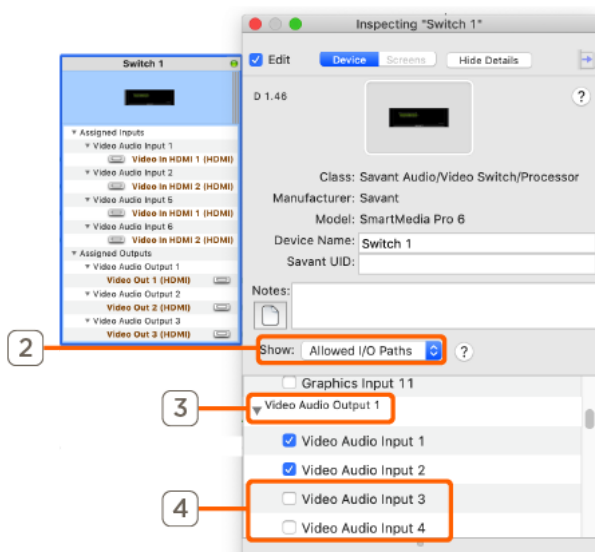 Switch 1
Assigned Inputs
Video Audio Input 1
Video In HDMI 1 (HDMI)
Video Audio Input 2
Video In HDMI 2 (HDMI)
Video Audio Input 5
Video In HDMI 1 (HDMI)
Video Audio Input 6
Video In HDMI 2 (HDMI)
Assigned Outputs
Video Audio Output 1
Video Out 1 (HDMI)
Video Audio Output 2
Video Out 2 (HDMI)
Video Audio Output 3
Video Out 3 (HDMI)
Inspecting "Switch 1"
Edit Device Screens Hide Details
D 1.46 ?
Class: Savant Audio/Video Switch/Processor
Manufacturer: Savant
Model: SmartMedia Pro 6
Device Name: Switch 1
Savant UID:
Notes:
2 Show: Allowed I/O Paths ?
Graphics Input 11
3 Video Audio Output 1
Video Audio Input 1
Video Audio Input 2
4 Video Audio Input 3
Video Audio Input 4